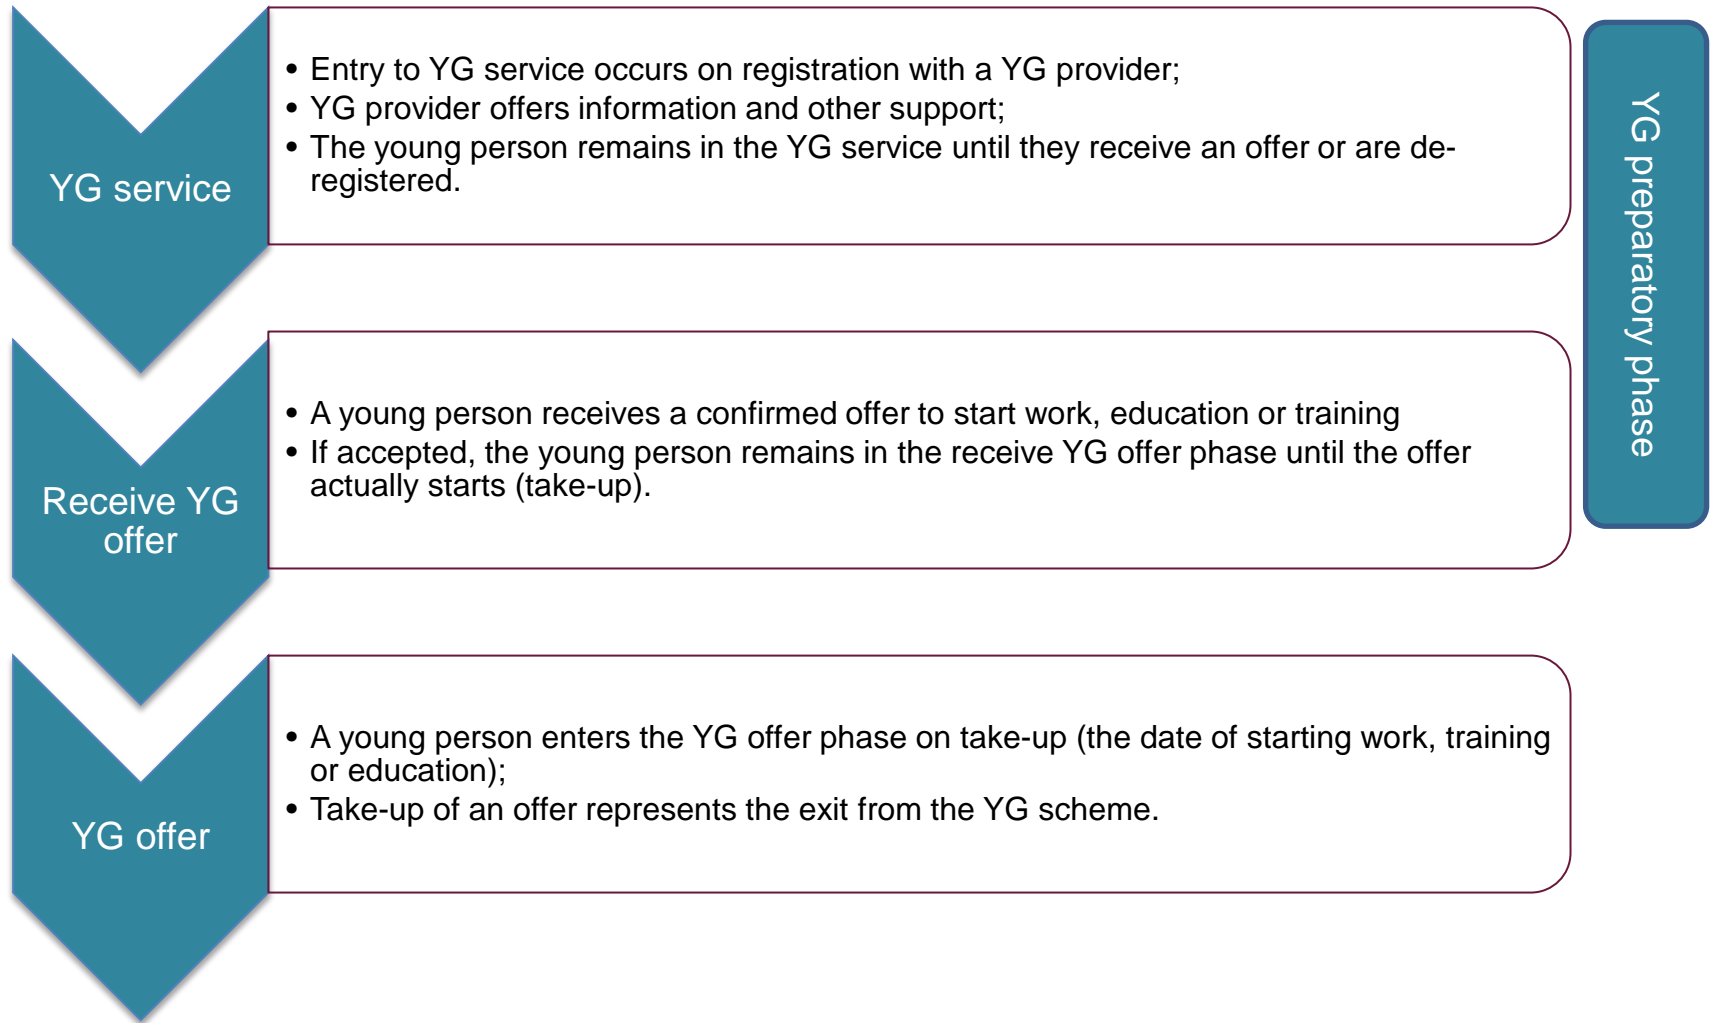 YG service
• Entry to YG service occurs on registration with a YG provider;
• YG provider offers information and other support;
• The young person remains in the YG service until they receive an offer or are de-
registered.
YG preparatory phase
Receive YG
offer
• A young person receives a confirmed offer to start work, education or training
• If accepted, the young person remains in the receive YG offer phase until the offer
actually starts (take-up).
YG offer
• A young person enters the YG offer phase on take-up (the date of starting work, training
or education);
• Take-up of an offer represents the exit from the YG scheme.